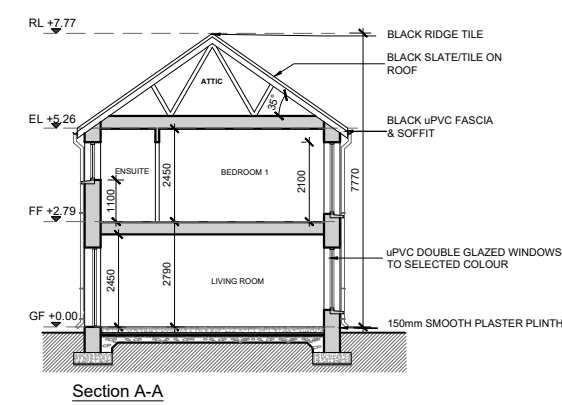 RL +7.77
BLACK RIDGE TILE
BLACK SLATE/TILE ON
ROOF
ATTIC
35°
EL +5.26
BLACK uPVC FASCIA
& SOFFIT
ENSUITE
2450
BEDROOM 1
2100
7770
1100
FF +2.79
uPVC DOUBLE GLAZED WINDOWS
TO SELECTED COLOUR
2450
2790
LIVING ROOM
GF +0.00
150mm SMOOTH PLASTER PLINTH
Section A-A